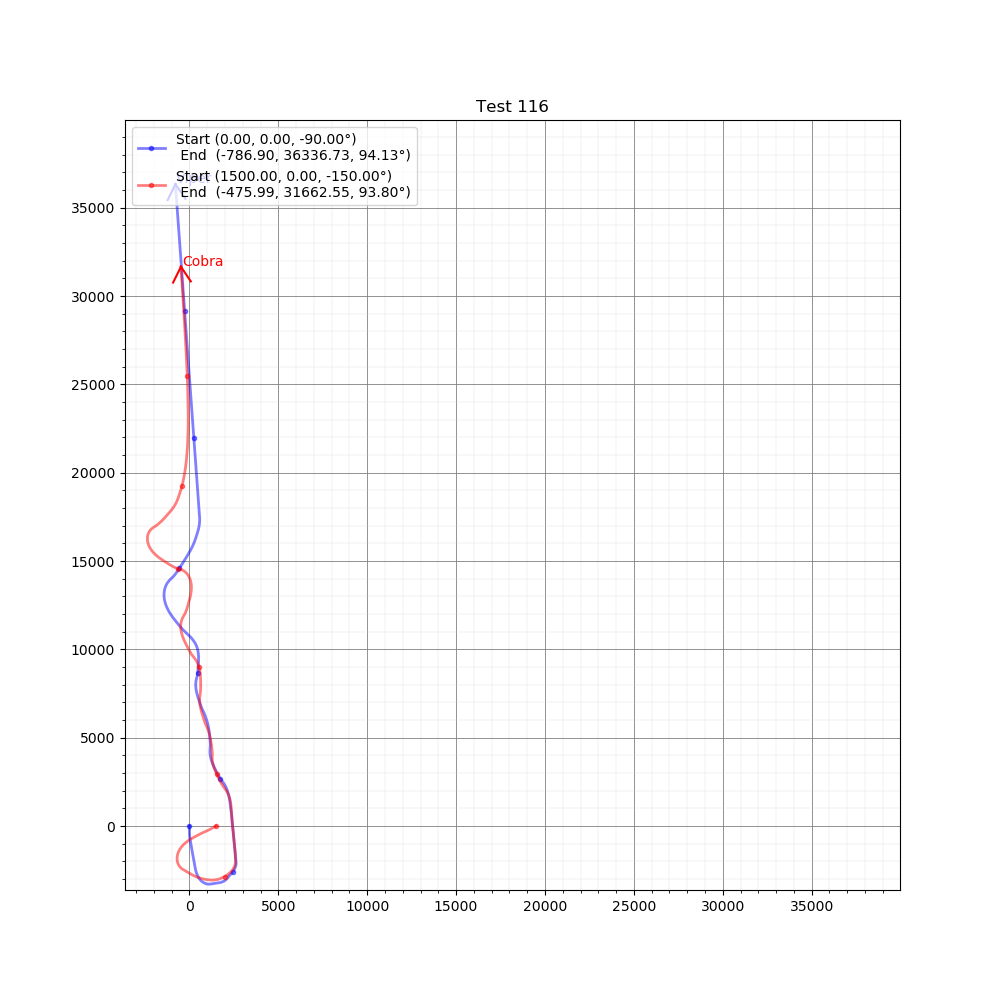 Test 116
Start (0.00, 0.00, -90.00°)
End (-786.90, 36336.73, 94.13°)
Start (1500.00, 0.00, -150.00°)
End (-475.99, 31662.55, 93.80°)
Cobra
35000
30000
25000
20000
15000
10000
5000
0
0 5000 10000 15000 20000 25000 30000 35000